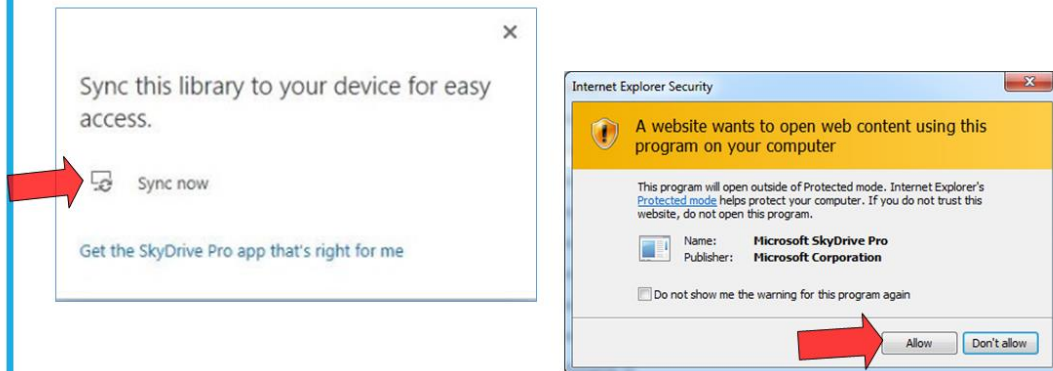 Sync this library to your device for easy
access.
Sync now
Get the SkyDrive Pro app that's right for me
Internet Explorer Security
A website wants to open web content using this
program on your computer
This program will open outside of Protected mode. Internet Explorer's
Protected mode helps protect your computer. If you do not trust this
website, do not open this program.
Name: Microsoft SkyDrive Pro
Publisher: Microsoft Corporation
Do not show me the warning for this program again
Allow Don't allow